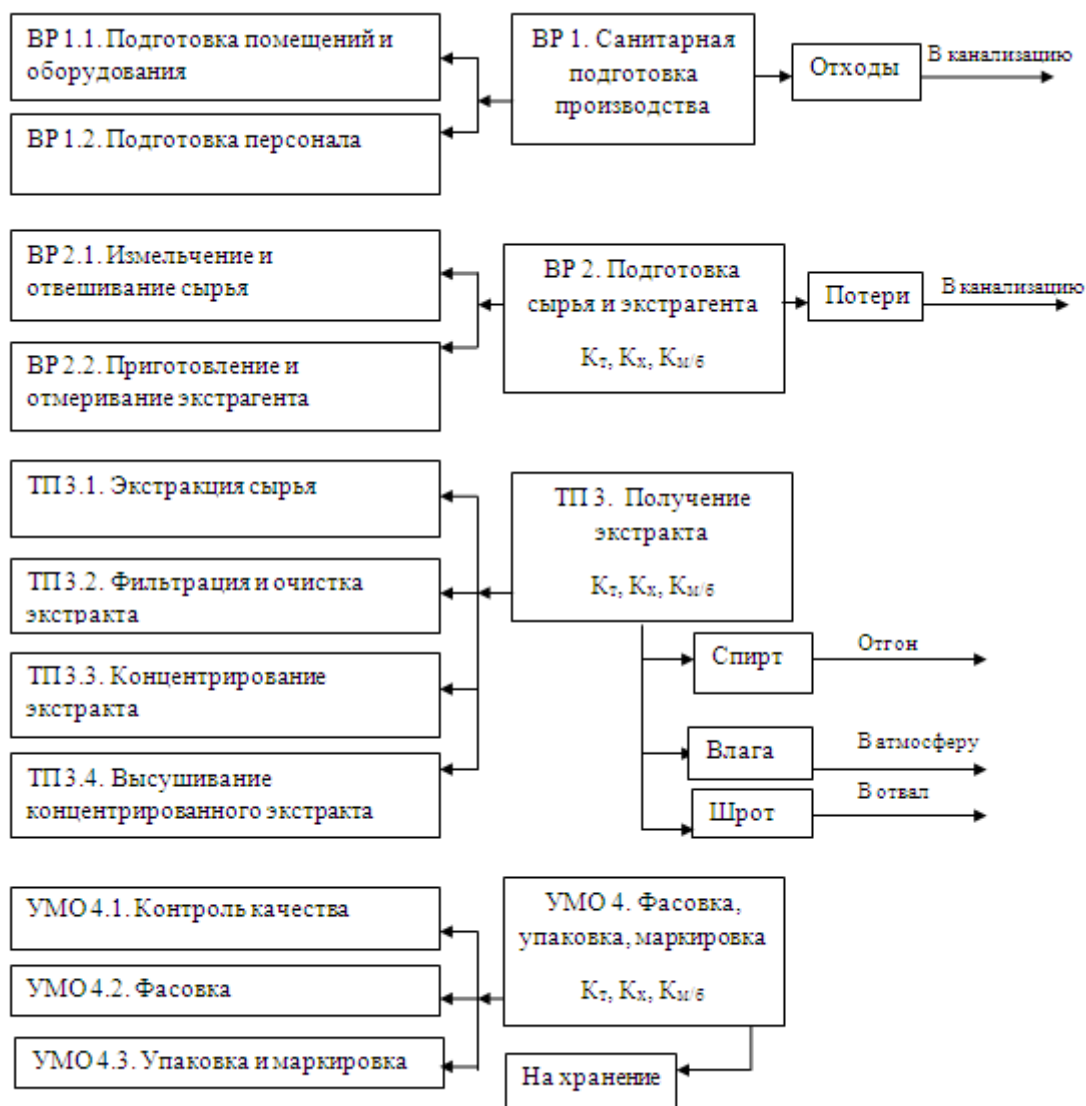 ВР 1.1. Подготовка помещений и
оборудования
ВР 1.2. Подготовка персонала
ВР 1. Санитарная
подготовка
производства
Отходы
В канализацию
ВР 2.1. Измельчение и
отвешивание сырья
ВР 2.2. Приготовление и
отмеривание экстрагента
ВР 2. Подготовка
сырья и экстрагента
Кт, Кх, Км/б
Потери
В канализацию
ТП 3.1. Экстракция сырья
ТП 3.2. Фильтрация и очистка
экстракта
ТП 3.3. Концентрирование
экстракта
ТП 3.4. Высушивание
концентрированного экстракта
ТП 3. Получение
экстракта
Кт, Кх, Км/б
Спирт
Отгон
Влага
В атмосферу
Шрот
В отвал
УМО 4.1. Контроль качества
УМО 4.2. Фасовка
УМО 4.3. Упаковка и маркировка
УМО 4. Фасовка,
упаковка, маркировка
Кт, Кх, Км/б
На хранение